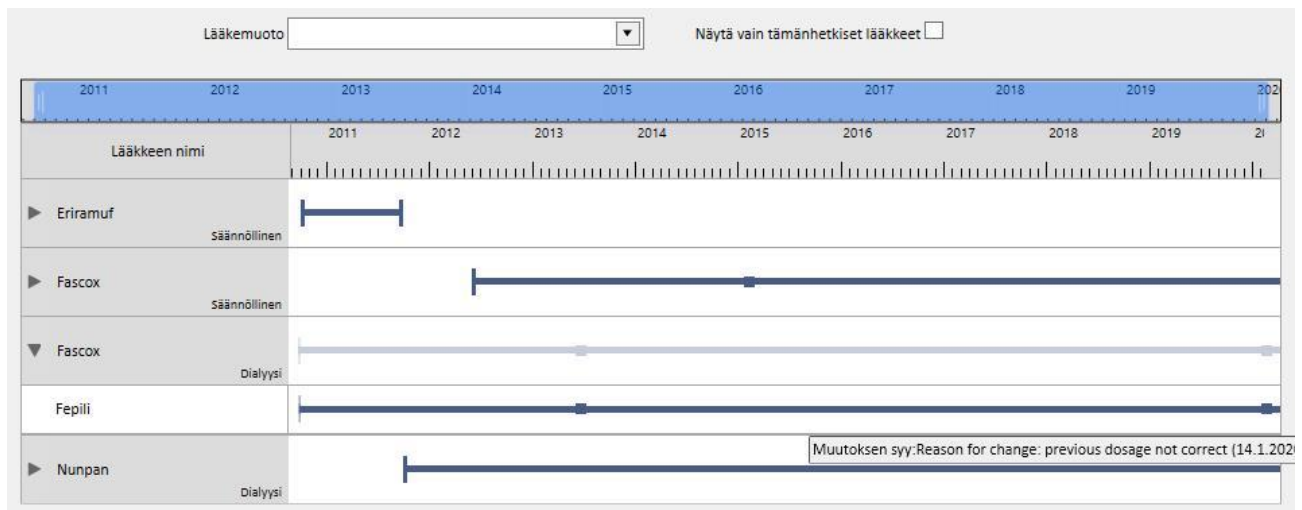 Lääkemuoto Näytä vain tämänhetkiset lääkkeet
2011 2012 2013 2014 2015 2016 2017 2018 2019 202
Lääkkeen nimi
2011 2012 2013 2014 2015 2016 2017 2018 2019
Eriramuf
Säännöllinen
Fascox
Säännöllinen
Fascox
Dialyysi
Fepili
Muutoksen syy:Reason for change: previous dosage not correct (14.1.202
Nunpan
Dialyysi